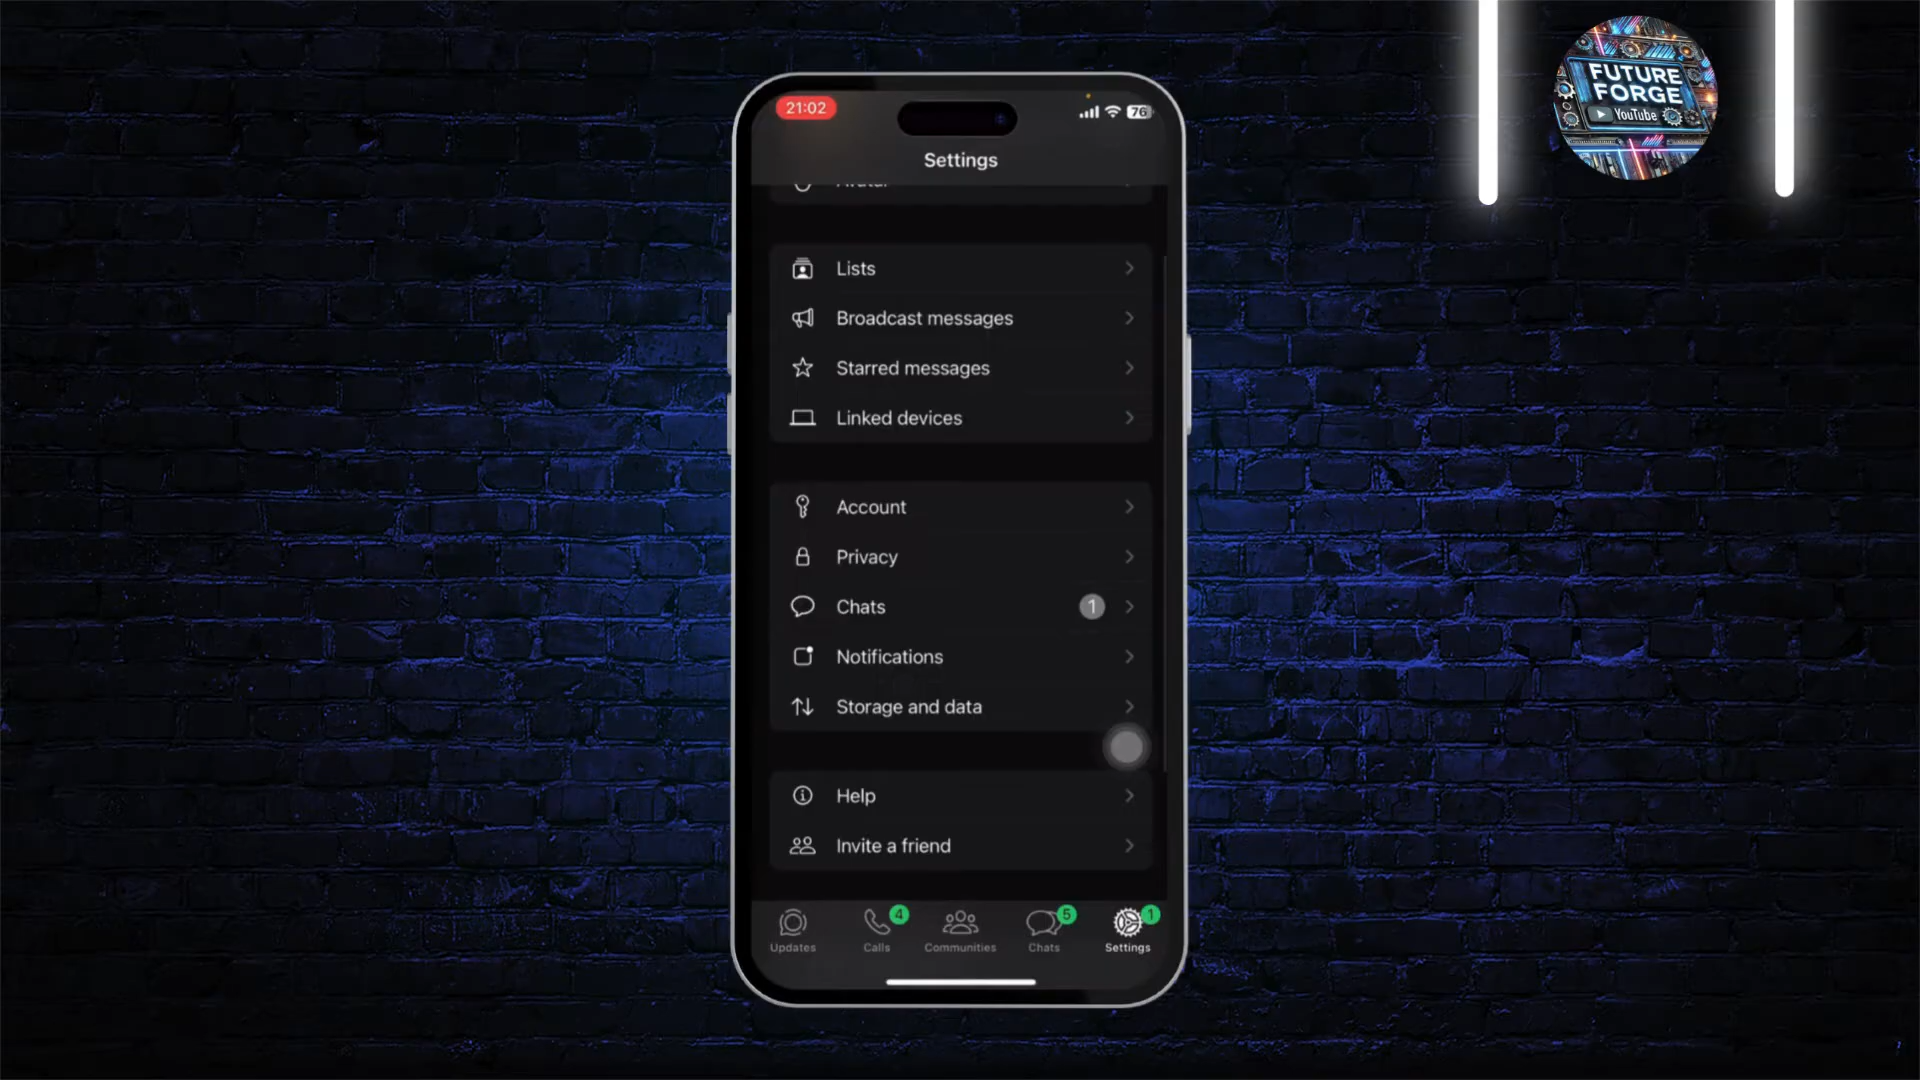 FUTURE
FORGE
YouTube
21:02
76
Settings
Avatar
Lists
Broadcast messages
Starred messages
Linked devices
Account
Privacy
Chats
1
Notifications
Storage and data
Help
Invite a friend
4
5
1
Updates
Calls
Communities
Chats
Settings